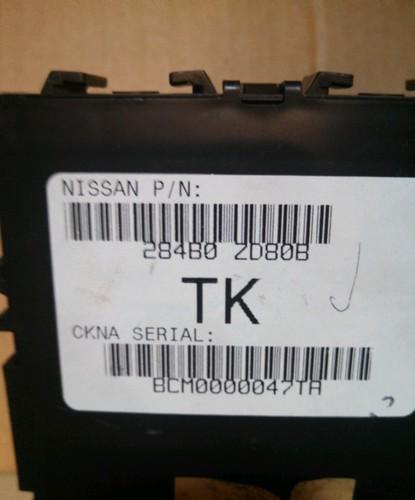 NISSAN P/N:
284B0 ZD80B
TK
CKNA SERIAL:
BCM0000047TA